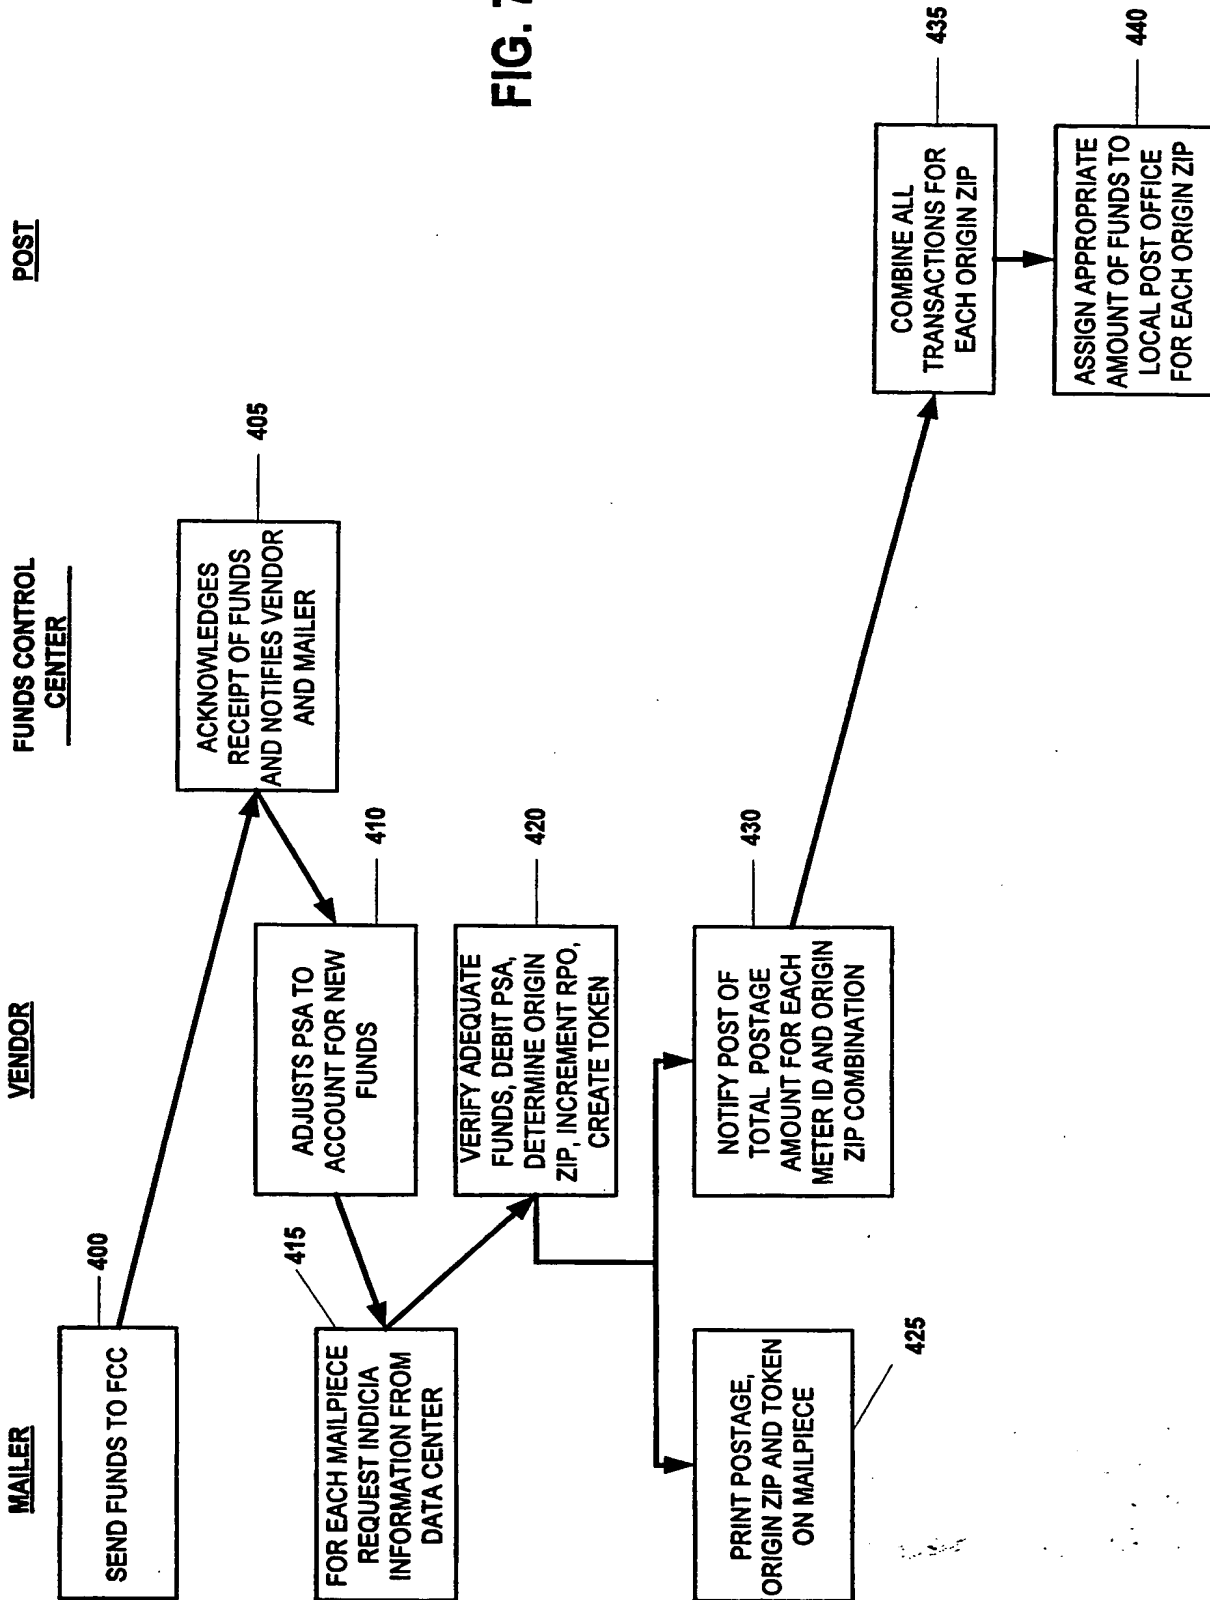 MAILER
VENDOR
FUNDS CONTROL
CENTER
POST
400
SEND FUNDS TO FCC
405
ACKNOWLEDGES
RECEIPT OF FUNDS
AND NOTIFIES VENDOR
AND MAILER
410
ADJUSTS PSA TO
ACCOUNT FOR NEW
FUNDS
415
FOR EACH MAILPIECE
REQUEST INDICIA
INFORMATION FROM
DATA CENTER
420
VERIFY ADEQUATE
FUNDS, DEBIT PSA,
DETERMINE ORIGIN
ZIP, INCREMENT RPO,
CREATE TOKEN
425
PRINT POSTAGE,
ORIGIN ZIP AND TOKEN
ON MAILPIECE
430
NOTIFY POST OF
TOTAL POSTAGE
AMOUNT FOR EACH
METER ID AND ORIGIN
ZIP COMBINATION
435
COMBINE ALL
TRANSACTIONS FOR
EACH ORIGIN ZIP
440
ASSIGN APPROPRIATE
AMOUNT OF FUNDS TO
LOCAL POST OFFICE
FOR EACH ORIGIN ZIP
FIG. 7